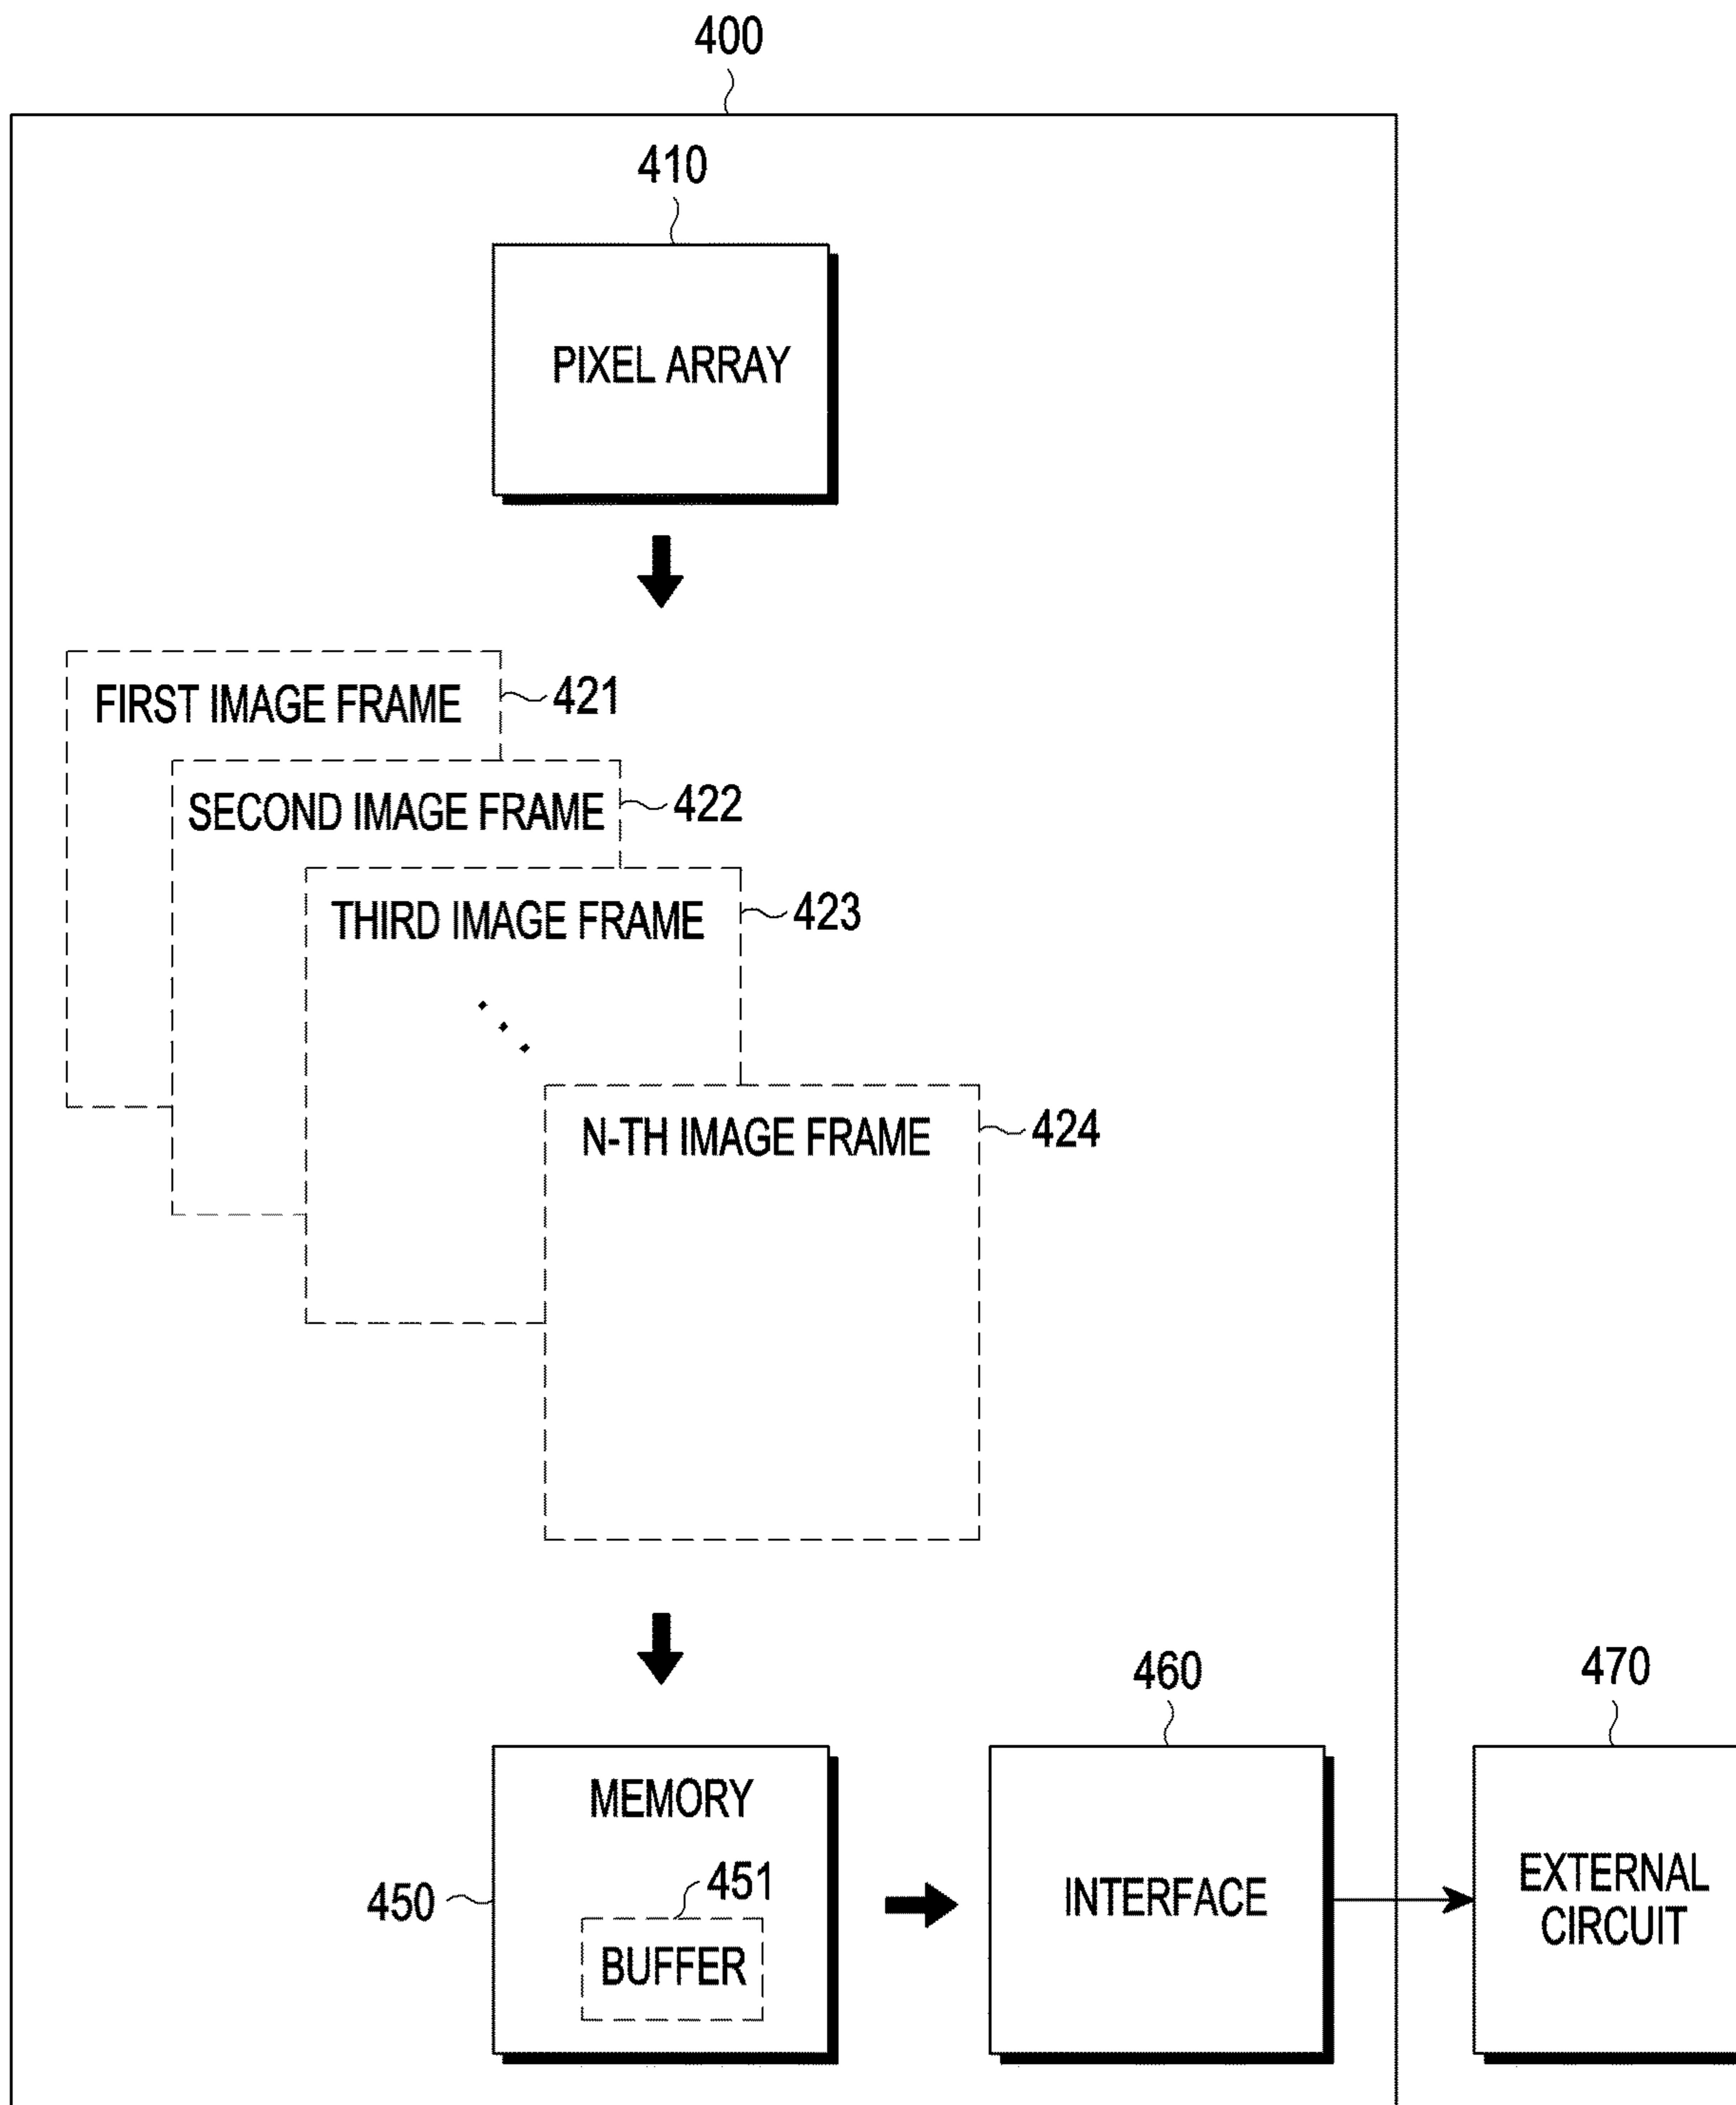 400
410
PIXEL ARRAY
FIRST IMAGE FRAME
421
SECOND IMAGE FRAME
422
THIRD IMAGE FRAME
423
N-TH IMAGE FRAME
424
460
470
MEMORY
450
451
BUFFER
INTERFACE
EXTERNAL
CIRCUIT